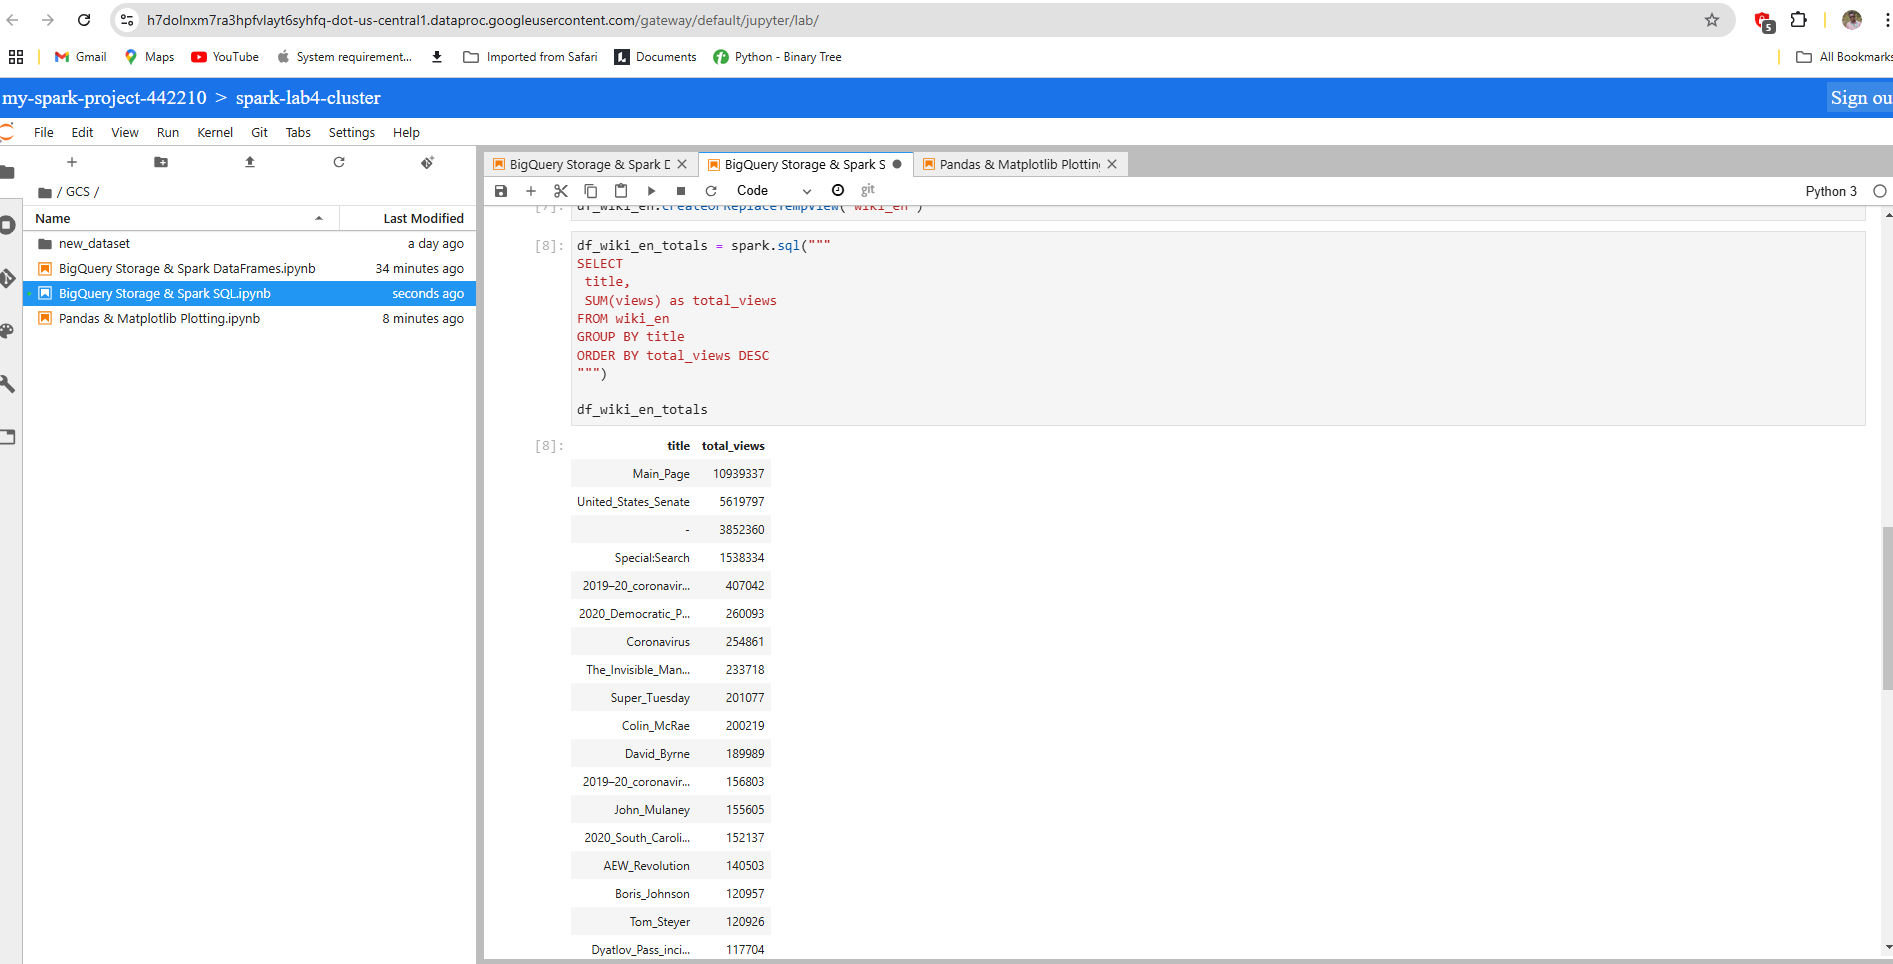 h7dolnxm7ra3hpfvlayt6syhfq-dot-us-central1.dataproc.googleusercontent.com/gateway/default/jupyter/lab/
5
Gmail Maps YouTube System requirement... Imported from Safari Documents Python - Binary Tree All Bookmarks
my-spark-project-442210 > spark-lab4-cluster Sign ou
File Edit View Run Kernel Git Tabs Settings Help
BigQuery Storage & Spark D BigQuery Storage & Spark S Pandas & Matplotlib Plotting
/ GCS /
Code git Python 3
Name Last Modified
new_dataset a day ago
BigQuery Storage & Spark DataFrames.ipynb 34 minutes ago
BigQuery Storage & Spark SQL.ipynb seconds ago
Pandas & Matplotlib Plotting.ipynb 8 minutes ago
[7]: df_wiki_en.createOrReplaceTempView("wiki_en")
[8]: df_wiki_en_totals = spark.sql("""
SELECT
title,
SUM(views) as total_views
FROM wiki_en
GROUP BY title
ORDER BY total_views DESC
""")
df_wiki_en_totals
[8]: title total_views
Main_Page 10939337
United_States_Senate 5619797
- 3852360
Special:Search 1538334
2019–20_coronavir... 407042
2020_Democratic_P... 260093
Coronavirus 254861
The_Invisible_Man... 233718
Super_Tuesday 201077
Colin_McRae 200219
David_Byrne 189989
2019–20_coronavir... 156803
John_Mulaney 155605
2020_South_Caroli... 152137
AEW_Revolution 140503
Boris_Johnson 120957
Tom_Steyer 120926
Dyatlov_Pass_inci... 117704